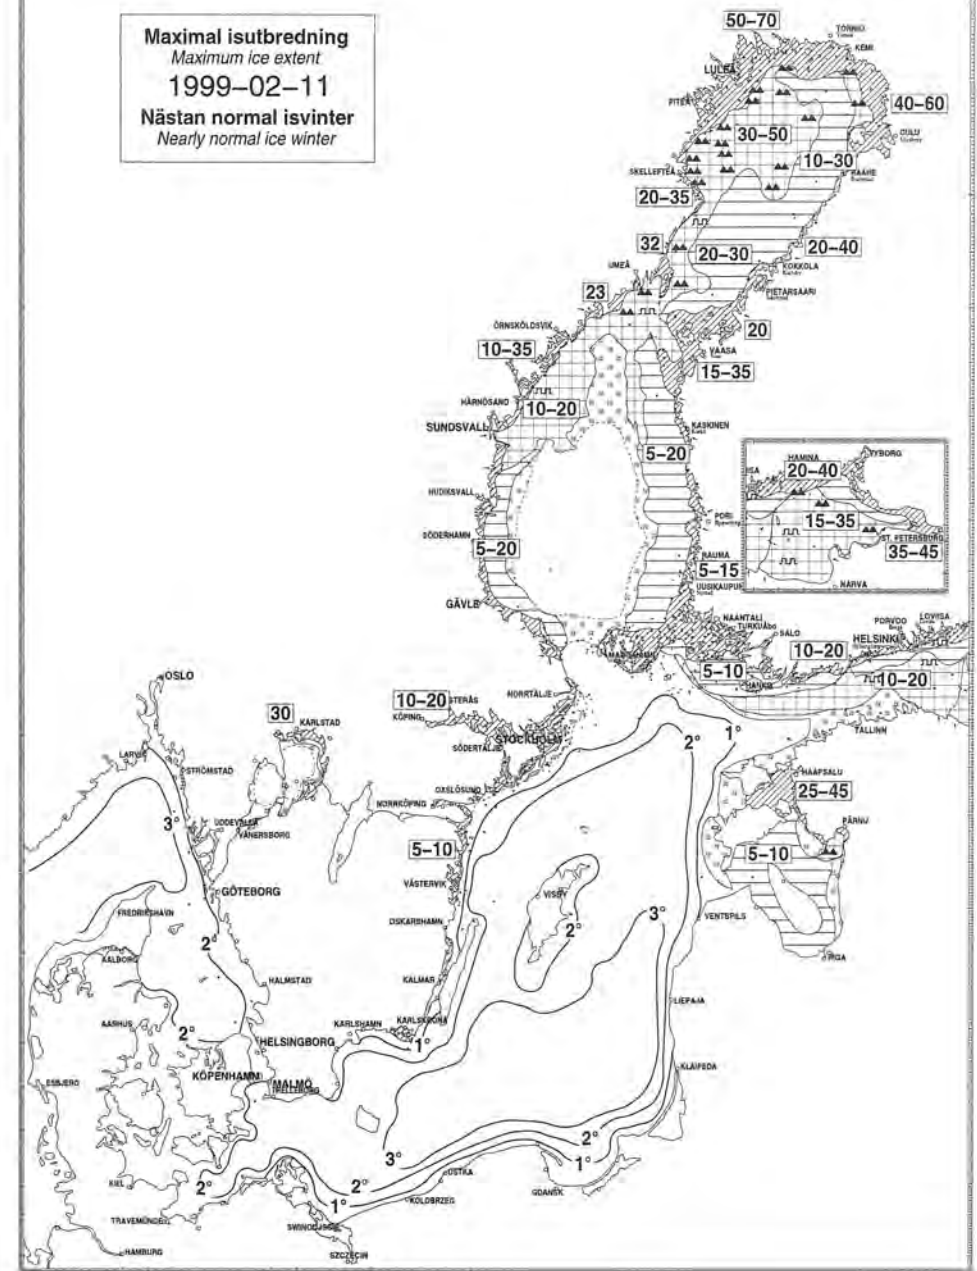 Maximal isutbredning
Maximum ice extent
1999–02–11
Nästan normal isvinter
Nearly normal ice winter
50–70
TORNIO
KEMI
LULEÅ
PITEÅ
40–60
OULU
30–50
10–30
RAAHE
SKELLEFTEÅ
20–35
32
20–30
20–40
UMEÅ
KOKKOLA
PIETARSAARI
23
20
ÖRNSKÖLDSVIK
VAASA
10–35
15–35
HÄRNÖSAND
10–20
SUNDSVALL
KASKINEN
5–20
VYBORG
HAMINA
20–40
HUDIKSVALL
15–35
PORI
SÖDERHAMN
ST. PETERSBURG
5–20
RAUMA
35–45
5–15
UUSIKAUPUNKI
NARVA
GÄVLE
NAANTALI
TURKU
SALO
PORVOO
LOVIISA
HELSINKI
10–20
5–10
HANKO
10–20
OSLO
NORRTÄLJE
10–20
KÖPING
30
KARLSTAD
TALLINN
STOCKHOLM
SÖDERTÄLJE
2°
1°
LARVIK
STRÖMSTAD
HAAPSALU
25–45
OXELÖSUND
NORRKÖPING
3°
UDDEVALLA
VÄNERSBORG
PÄRNU
5–10
5–10
VÄSTERVIK
GÖTEBORG
VISBY
FREDRIKSHAVN
3°
VENTSPILS
OSKARSHAMN
2°
2°
AALBORG
RIGA
HALMSTAD
KALMAR
LIEPAJA
AARHUS
2°
KARLSHAMN
KARLSKRONA
HELSINGBORG
1°
KLAIPEDA
KÖPENHAMN
MALMÖ
TRELLEBORG
ESBJERG
2°
3°
1°
USTKA
KIEL
2°
2°
GDANSK
1°
KOLOBRZEG
TRAVEMÜNDE
SWINOUJSCIE
HAMBURG
SZCZECIN